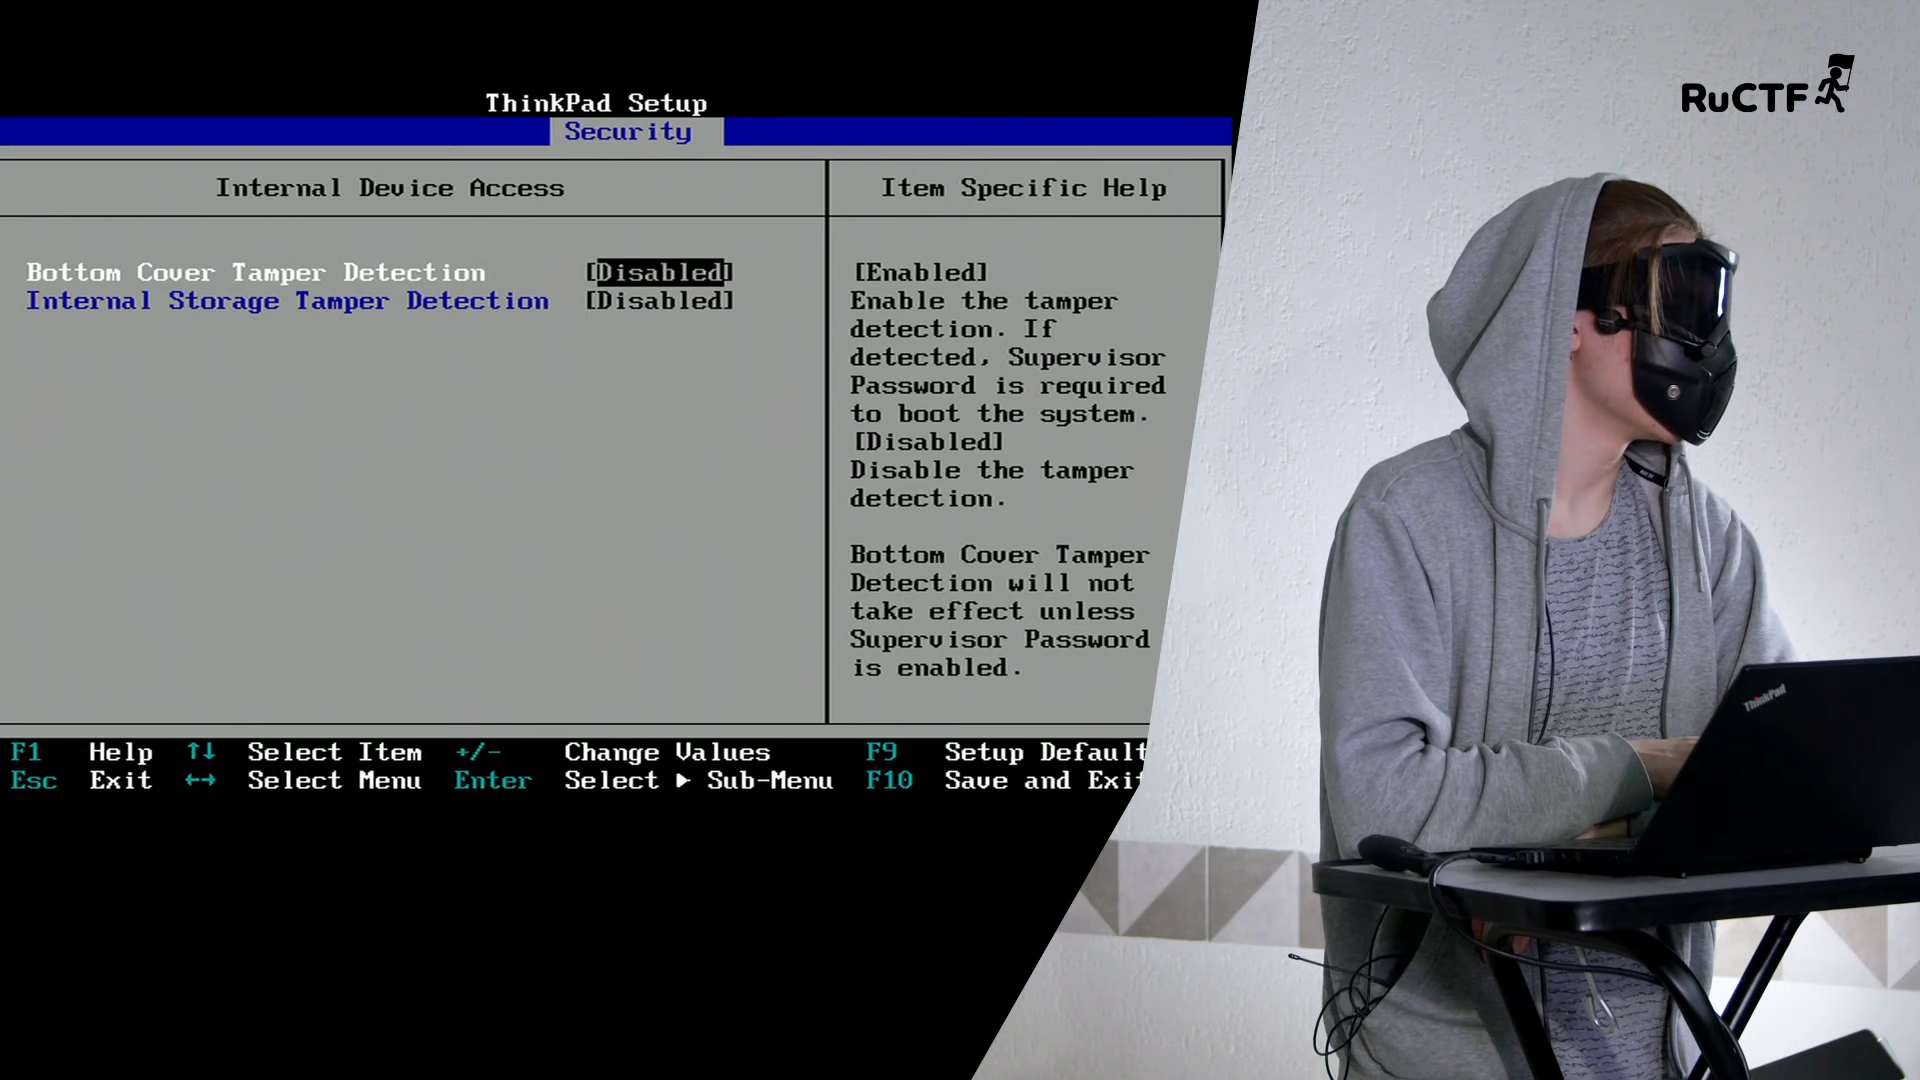 ThinkPad Setup
Security
Internal Device Access
Bottom Cover Tamper Detection [Disabled]
Internal Storage Tamper Detection [Disabled]
Item Specific Help
[Enabled]
Enable the tamper
detection. If
detected, Supervisor
Password is required
to boot the system.
[Disabled]
Disable the tamper
detection.
Bottom Cover Tamper
Detection will not
take effect unless
Supervisor Password
is enabled.
F1 Help ↑↓ Select Item +/- Change Values F9 Setup Default
Esc Exit ←→ Select Menu Enter Select ▶ Sub-Menu F10 Save and Exit
RuCTF
ThinkPad